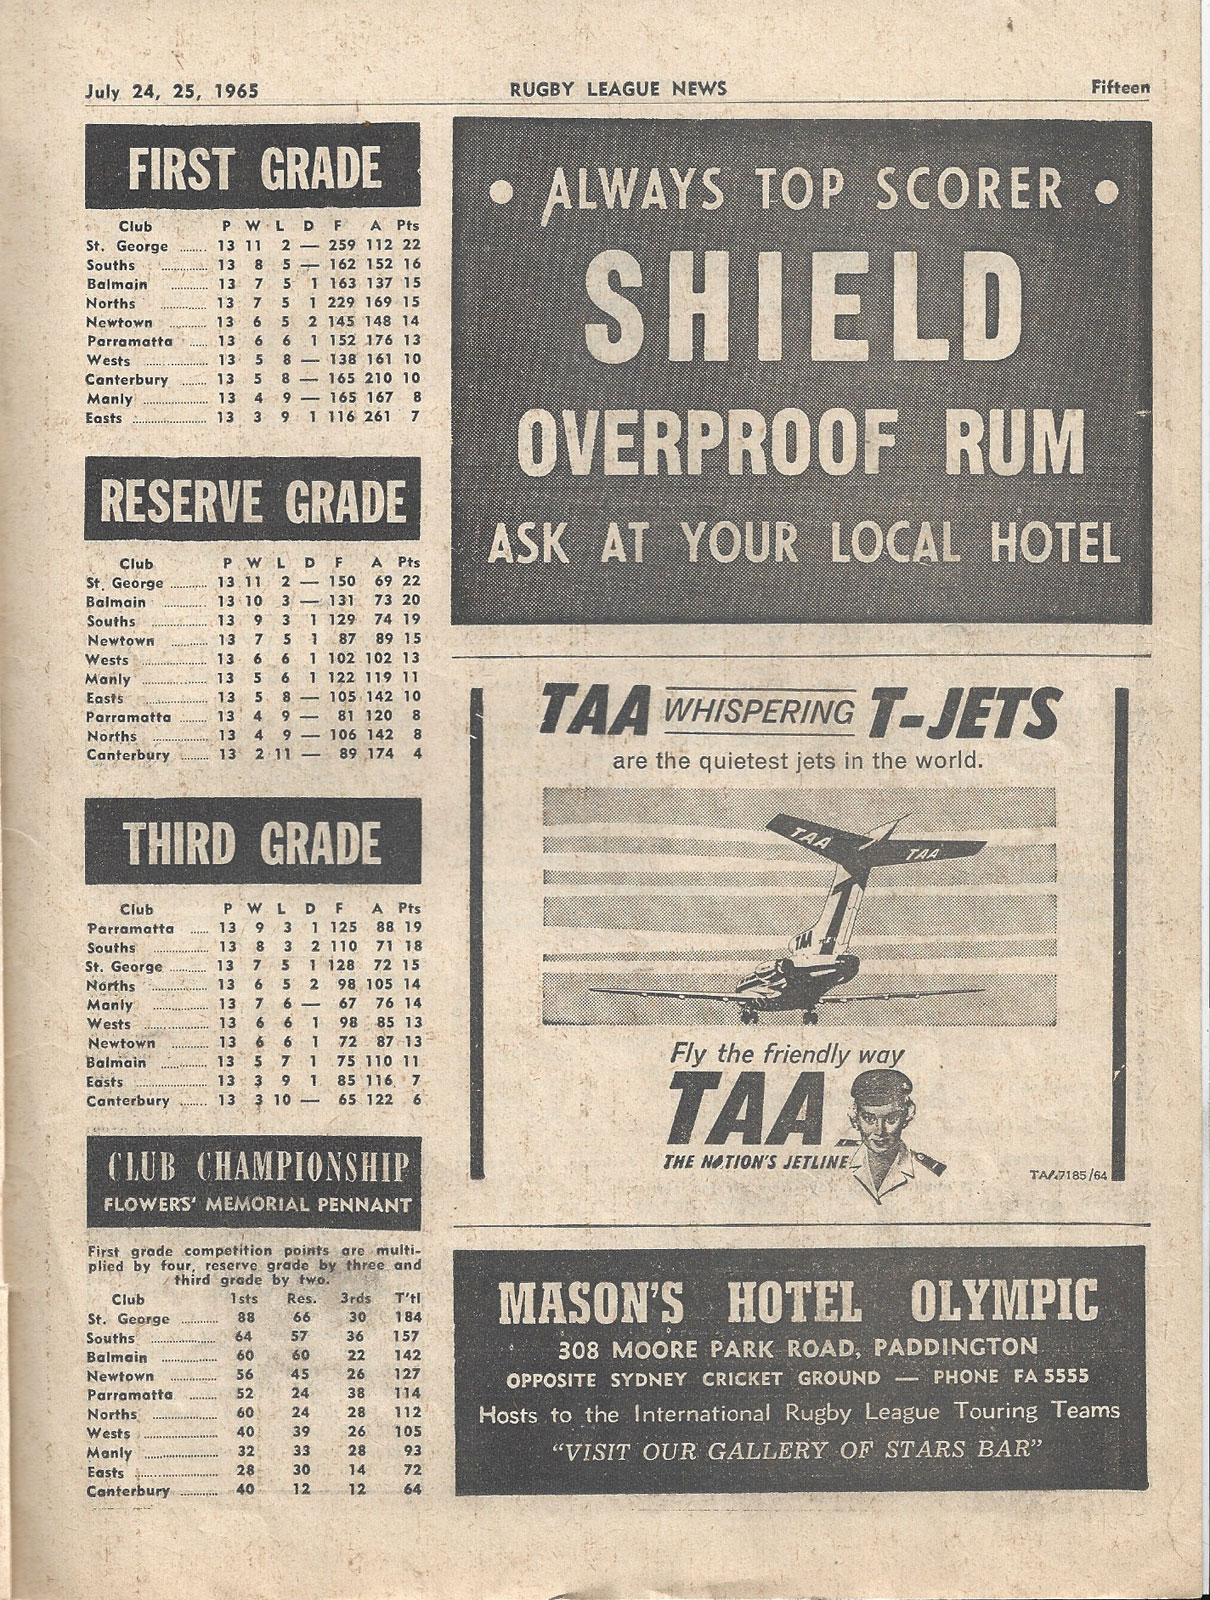 July 24, 25, 1965 RUGBY LEAGUE NEWS Fifteen
FIRST GRADE
Club P W L D F A Pts
St. George ....... 13 11 2 — 259 112 22
Souths ............ 13 8 5 — 162 152 16
Balmain .......... 13 7 5 1 163 137 15
Norths ............ 13 7 5 1 229 169 15
Newtown .......... 13 6 5 2 145 148 14
Parramatta ..... 13 6 6 1 152 176 13
Wests ................ 13 5 8 — 138 161 10
Canterbury ....... 13 5 8 — 165 210 10
Manly ................ 13 4 9 — 165 167 8
Easts ................... 13 3 9 1 116 261 7
RESERVE GRADE
Club P W L D F A Pts
St. George .......... 13 11 2 — 150 69 22
Balmain ............. 13 10 3 — 131 73 20
Souths ............... 13 9 3 1 129 74 19
Newtown .......... 13 7 5 1 87 89 15
Wests ................ 13 6 6 1 102 102 13
Manly ................ 13 5 6 1 122 119 11
Easts ................. 13 5 8 — 105 142 10
Parramatta ......... 13 4 9 — 81 120 8
Norths ............... 13 4 9 — 106 142 8
Canterbury ....... 13 2 11 — 89 174 4
THIRD GRADE
Club P W L D F A Pts
Parramatta ..... 13 9 3 1 125 88 19
Souths ............... 13 8 3 2 110 71 18
St. George .......... 13 7 5 1 128 72 15
Norths ............... 13 6 5 2 98 105 14
Manly ................ 13 7 6 — 67 76 14
Wests ................ 13 6 6 1 98 85 13
Newtown .......... 13 6 6 1 72 87 13
Balmain ............. 13 5 7 1 75 110 11
Easts ................. 13 3 9 1 85 116 7
Canterbury ....... 13 3 10 — 65 122 6
CLUB CHAMPIONSHIP
FLOWERS' MEMORIAL PENNANT
First grade competition points are multi-
plied by four, reserve grade by three and
third grade by two.
Club 1sts Res. 3rds T'tl
St. George .......... 88 66 30 184
Souths ................. 64 57 36 157
Balmain ............... 60 60 22 142
Newtown ............ 56 45 26 127
Parramatta ........ 52 24 38 114
Norths ................. 60 24 28 112
Wests .................. 40 39 26 105
Manly .................. 32 33 28 93
Easts ..................... 28 30 14 72
Canterbury .......... 40 12 12 64
• ALWAYS TOP SCORER •
SHIELD
OVERPROOF RUM
ASK AT YOUR LOCAL HOTEL
TAA WHISPERING T-JETS
are the quietest jets in the world.
TAA TAA
TAA
Fly the friendly way
TAA
THE NATION'S JETLINE
TAA7185/64
MASON'S HOTEL OLYMPIC
308 MOORE PARK ROAD, PADDINGTON
OPPOSITE SYDNEY CRICKET GROUND — PHONE FA 5555
Hosts to the International Rugby League Touring Teams
"VISIT OUR GALLERY OF STARS BAR"